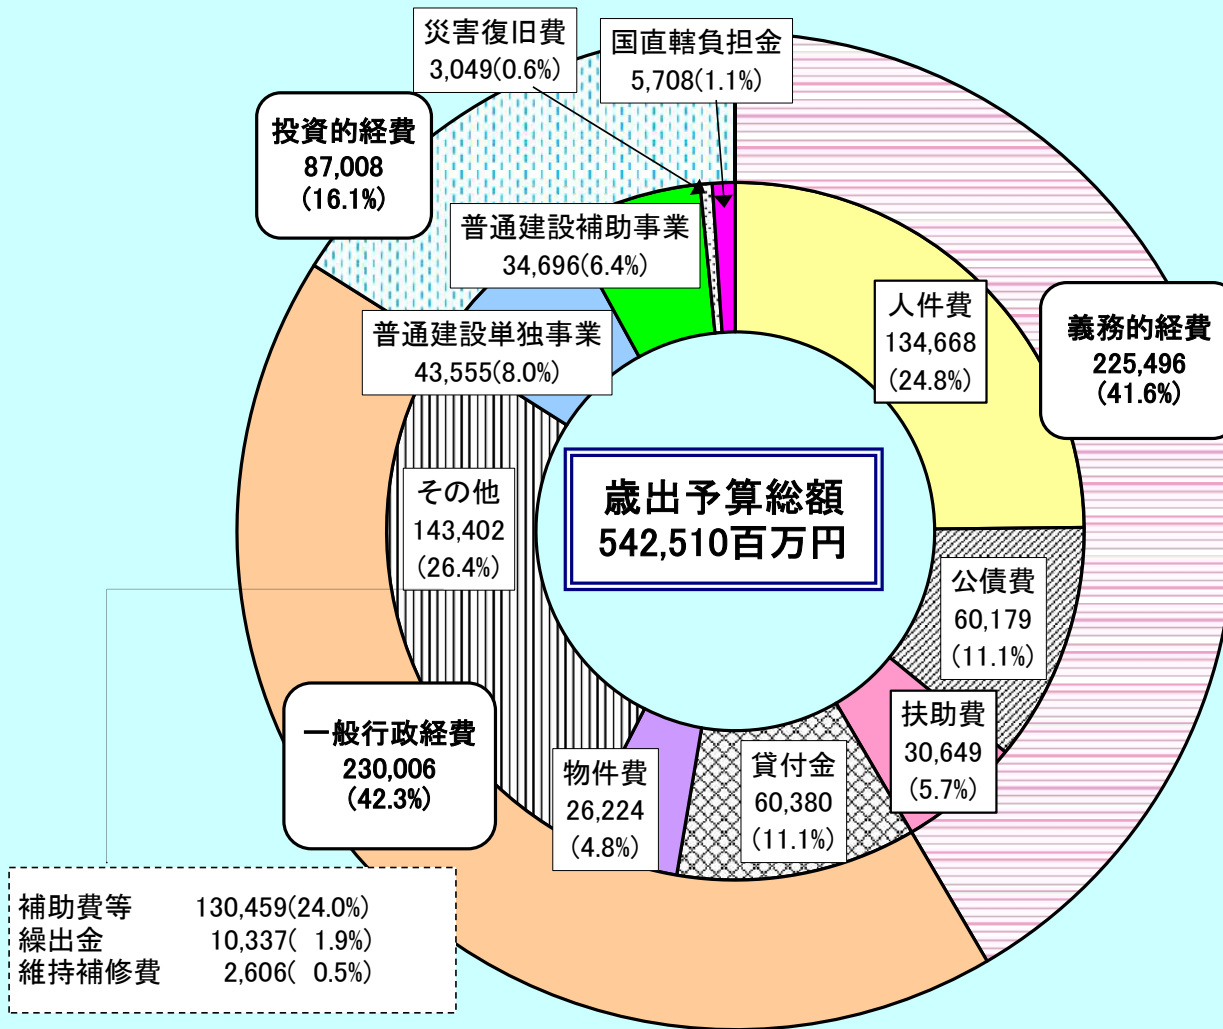 災害復旧費
3,049(0.6%)
国直轄負担金
5,708(1.1%)
投資的経費
87,008
(16.1%)
普通建設補助事業
34,696(6.4%)
普通建設単独事業
43,555(8.0%)
人件費
134,668
(24.8%)
義務的経費
225,496
(41.6%)
その他
143,402
(26.4%)
歳出予算総額
542,510百万円
公債費
60,179
(11.1%)
扶助費
30,649
(5.7%)
一般行政経費
230,006
(42.3%)
物件費
26,224
(4.8%)
貸付金
60,380
(11.1%)
補助費等 130,459(24.0%)
繰出金 10,337( 1.9%)
維持補修費 2,606( 0.5%)